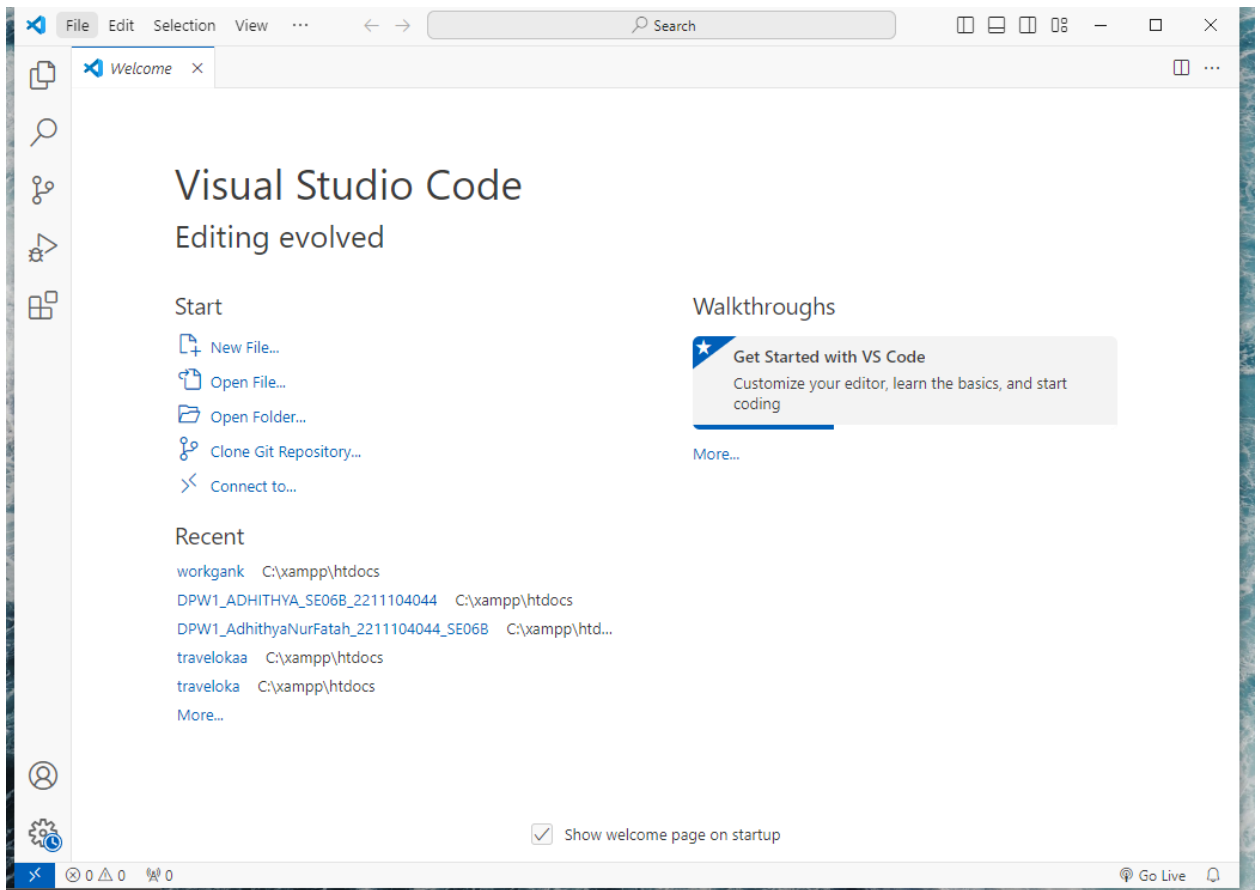 File Edit Selection View ... Search
Welcome
Visual Studio Code
Editing evolved
Start
New File...
Open File...
Open Folder...
Clone Git Repository...
Connect to...
Recent
workgank C:\xampp\htdocs
DPW1_ADHITHYA_SE06B_2211104044 C:\xampp\htdocs
DPW1_AdhithyaNurFatah_2211104044_SE06B C:\xampp\htd...
travelokaa C:\xampp\htdocs
traveloka C:\xampp\htdocs
More...
Walkthroughs
Get Started with VS Code
Customize your editor, learn the basics, and start
coding
More...
Show welcome page on startup
0 0 0 Go Live